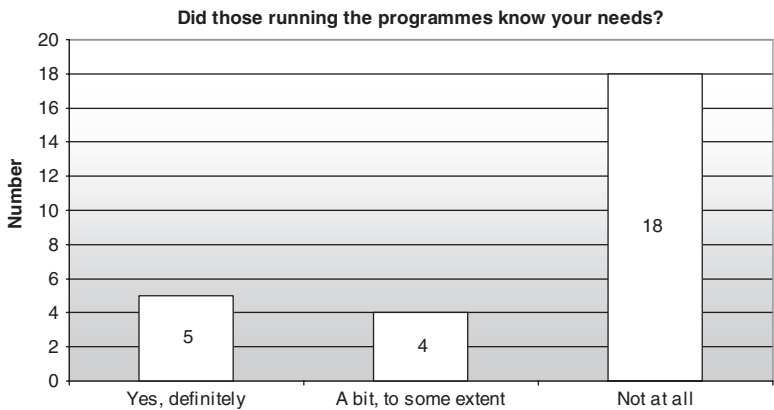 Did those running the programmes know your needs?
20
18
16
14
12
10
8
6
4
2
0
Number
5
4
18
Yes, definitely
A bit, to some extent
Not at all